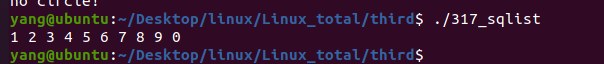 no circle!
yang@ubuntu:~/Desktop/linux/Linux_total/third$ ./317_sqlist
1 2 3 4 5 6 7 8 9 0
yang@ubuntu:~/Desktop/linux/Linux_total/third$